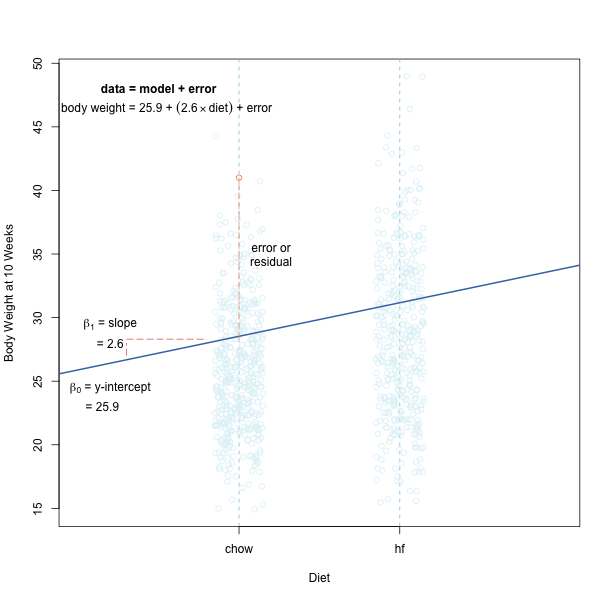 data = model + error
body weight = 25.9 + (2.6 × diet) + error
error or
residual
β1 = slope
= 2.6
β0 = y-intercept
= 25.9
Body Weight at 10 Weeks
50
45
40
35
30
25
20
15
chow
hf
Diet